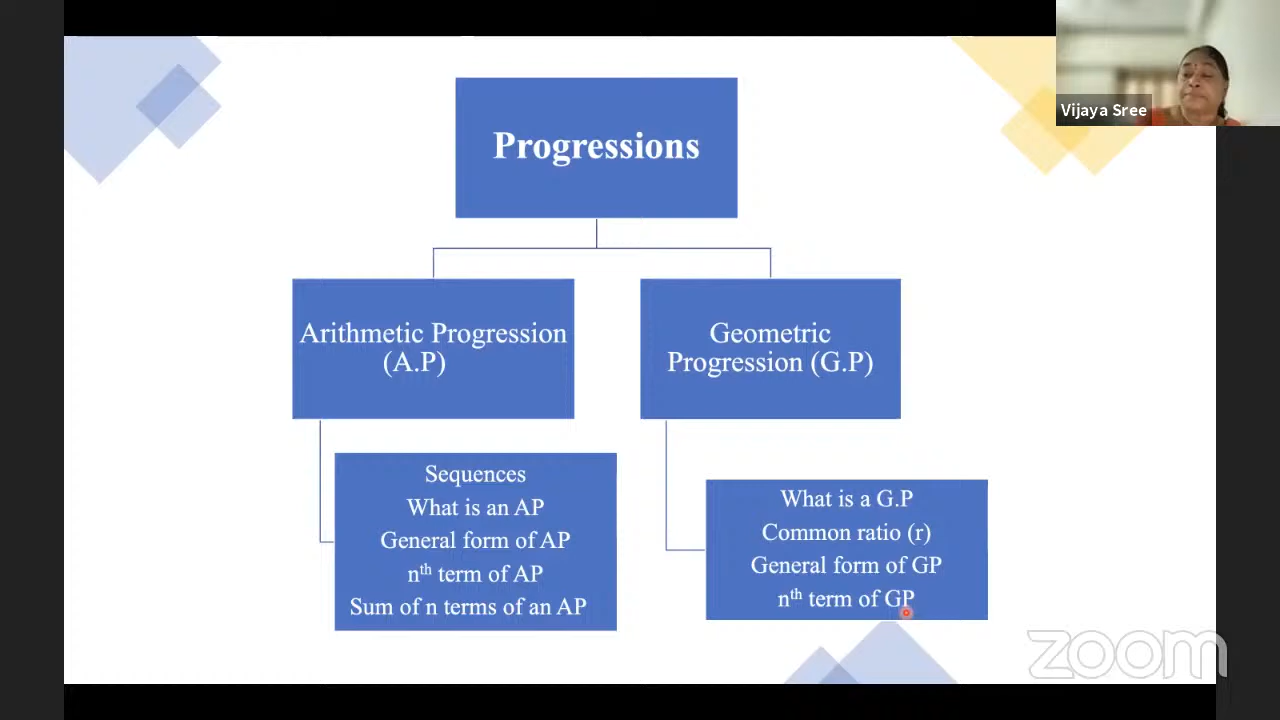 Progressions
Vijaya Sree
Arithmetic Progression
(A.P)
Geometric
Progression (G.P)
Sequences
What is an AP
General form of AP
nth term of AP
Sum of n terms of an AP
What is a G.P
Common ratio (r)
General form of GP
nth term of GP
zoom